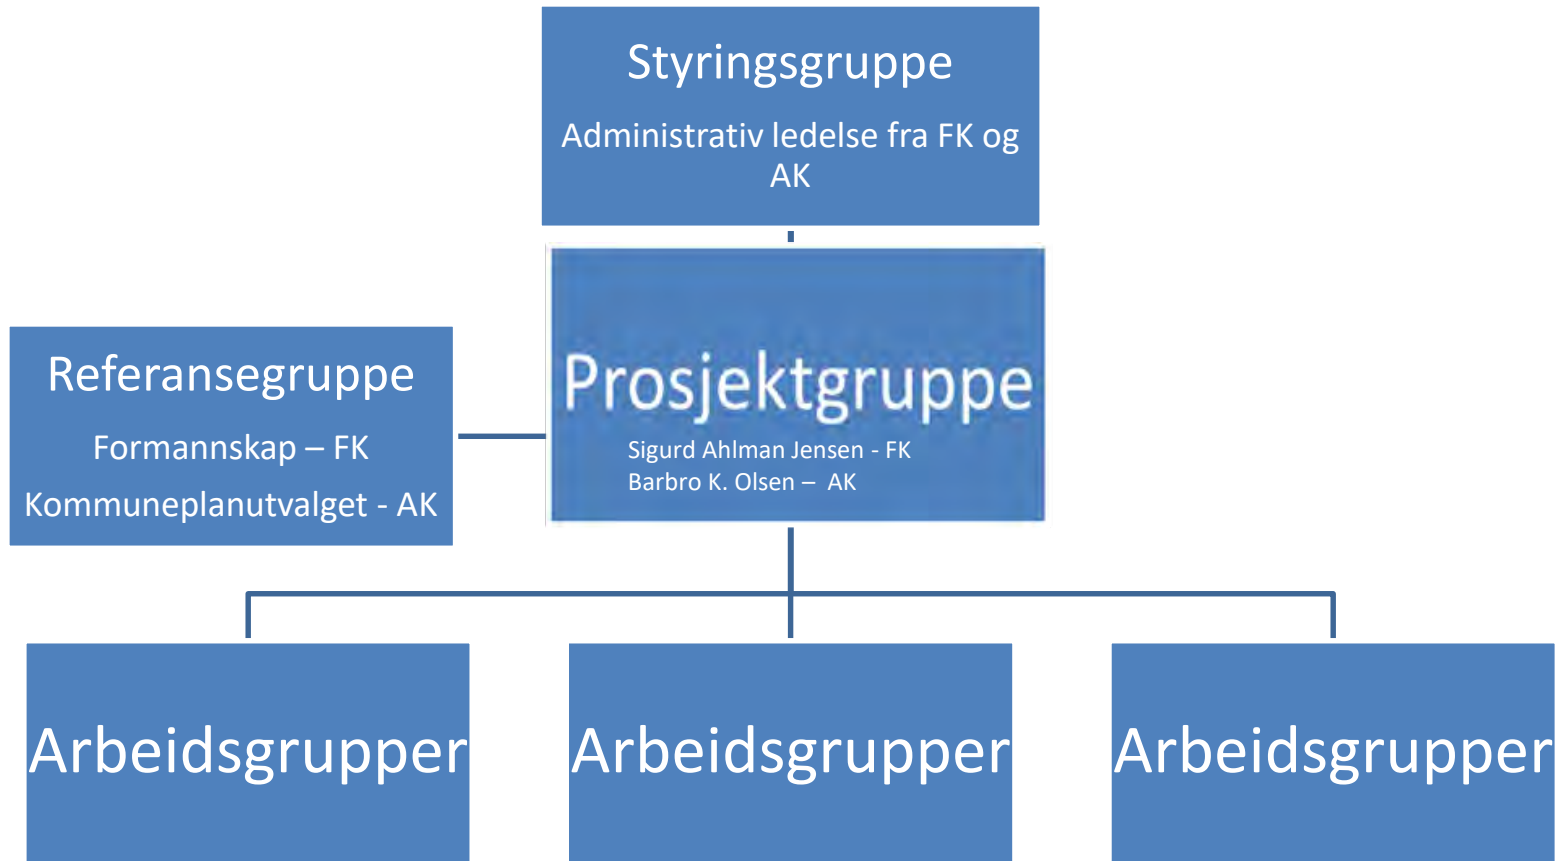 Styringsgruppe
Administrativ ledelse fra FK og
AK
Referansegruppe
Formannskap – FK
Kommuneplanutvalget - AK
Prosjektgruppe
Sigurd Ahlman Jensen - FK
Barbro K. Olsen – AK
Arbeidsgrupper
Arbeidsgrupper
Arbeidsgrupper